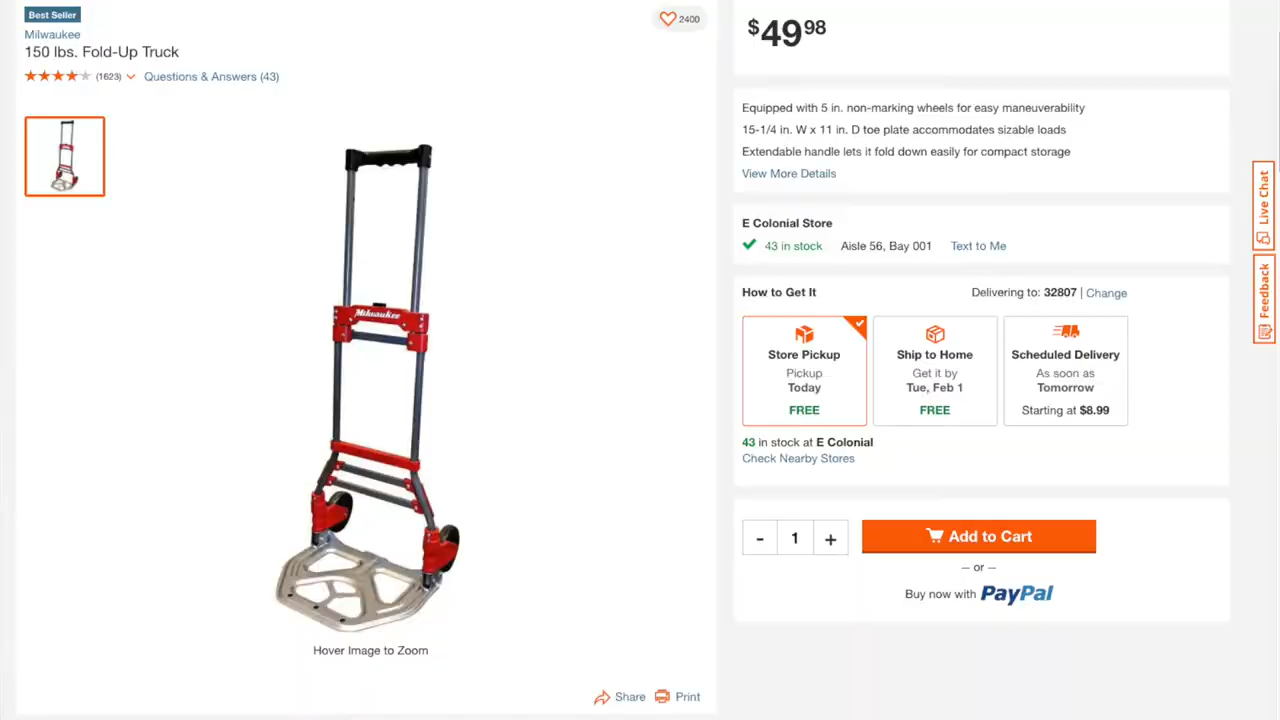 Best Seller
Milwaukee
150 lbs. Fold-Up Truck
(1623) Questions & Answers (43)
2400
Milwaukee
Hover Image to Zoom
Share Print
$49 98
Equipped with 5 in. non-marking wheels for easy maneuverability
15-1/4 in. W x 11 in. D toe plate accommodates sizable loads
Extendable handle lets it fold down easily for compact storage
View More Details
E Colonial Store
43 in stock Aisle 56, Bay 001 Text to Me
How to Get It Delivering to: 32807 | Change
Store Pickup
Pickup
Today
FREE
Ship to Home
Get it by
Tue, Feb 1
FREE
Scheduled Delivery
As soon as
Tomorrow
Starting at $8.99
43 in stock at E Colonial
Check Nearby Stores
- 1 + Add to Cart
— or —
Buy now with PayPal
Live Chat
Feedback